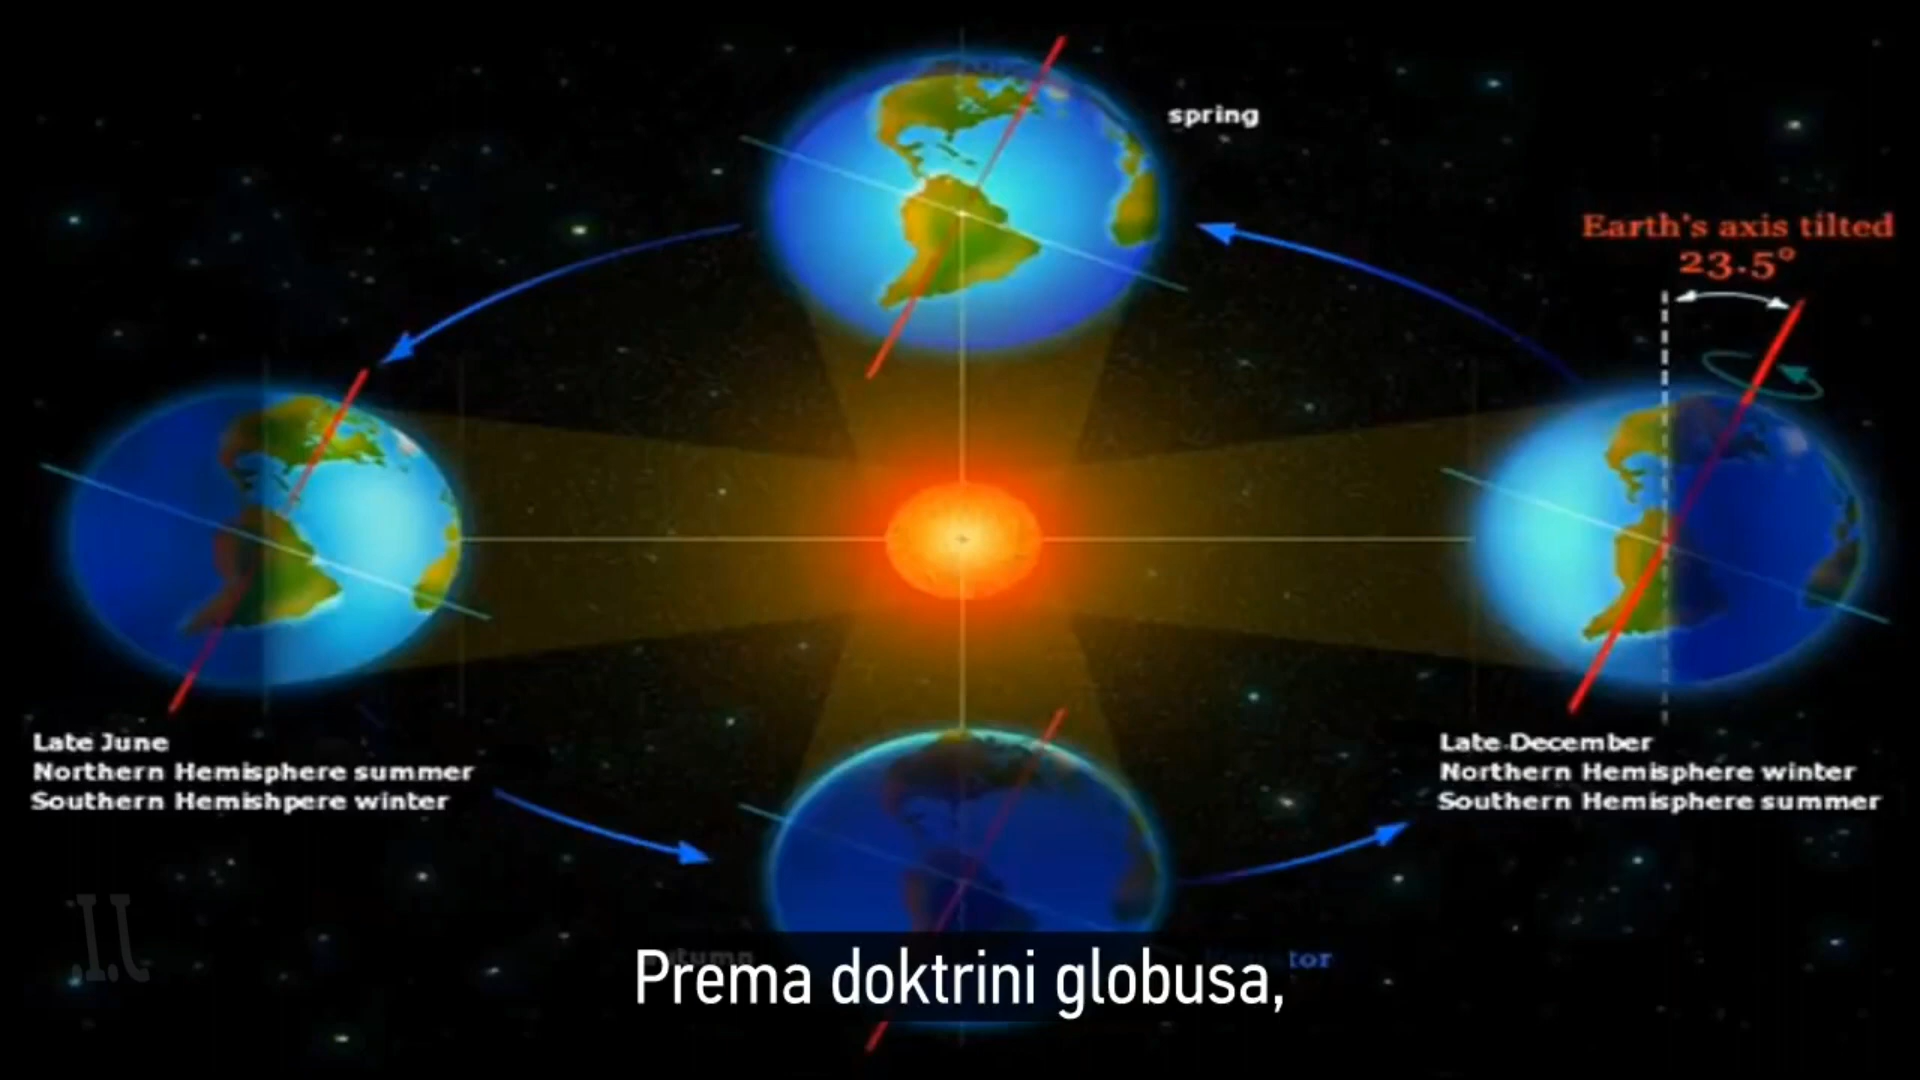 spring
Earth's axis tilted
23.5°
Late June
Northern Hemisphere summer
Southern Hemishpere winter
Late December
Northern Hemisphere winter
Southern Hemisphere summer
Prema doktrini globusa,